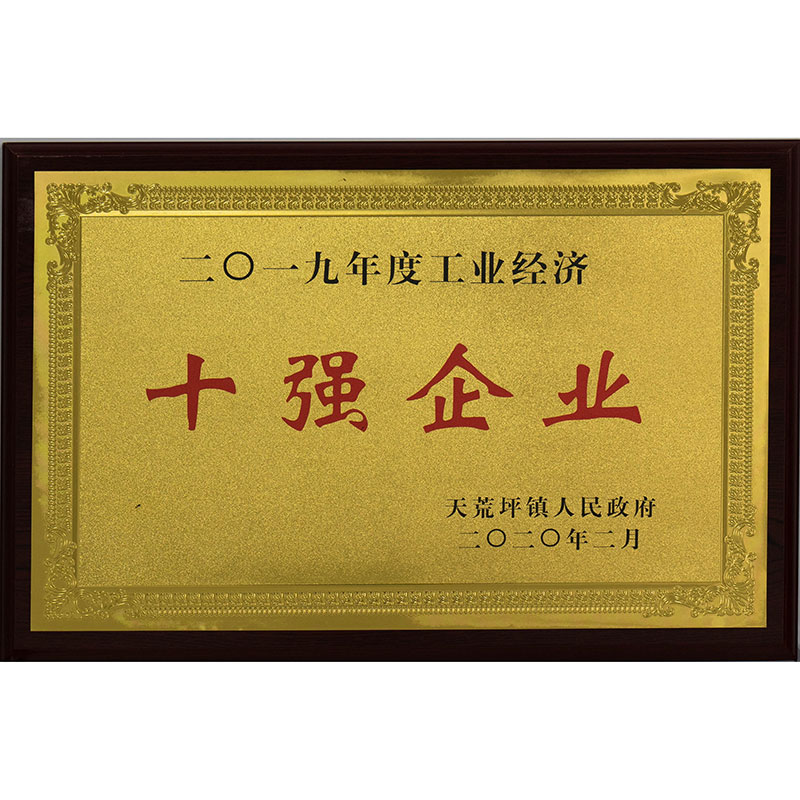 二〇一九年度工业经济
十强企业
天荒坪镇人民政府
二〇二〇年二月